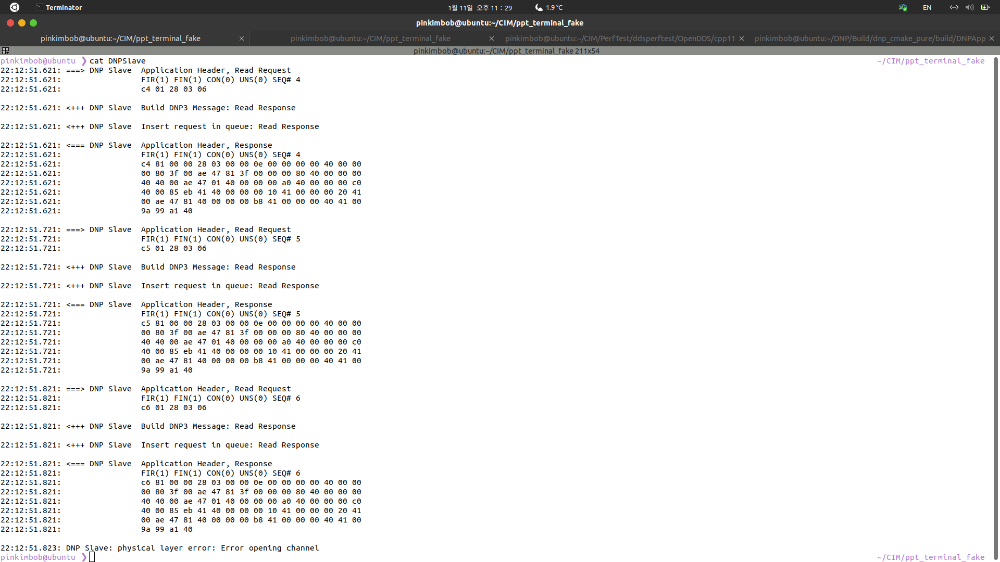 Terminator
1월 11일 오후 11 : 29
1.9 °C
EN
pinkimbob@ubuntu:~/CIM/ppt_terminal_fake
pinkimbob@ubuntu:~/CIM/ppt_terminal_fake
pinkimbob@ubuntu:~/CIM/ppt_terminal_fake
pinkimbob@ubuntu:~/CIM/PerfTest/ddsperftest/OpenDDS/cpp11
pinkimbob@ubuntu:~/DNP/Build/dnp_cmake_pure/build/DNPApp
pinkimbob@ubuntu:~/CIM/ppt_terminal_fake 211x54
pinkimbob@ubuntu ❯ cat DNPSlave ~/CIM/ppt_terminal_fake
22:12:51.621: ===> DNP Slave  Application Header, Read Request
22:12:51.621:                 FIR(1) FIN(1) CON(0) UNS(0) SEQ# 4
22:12:51.621:                 c4 01 28 03 06
22:12:51.621: <+++ DNP Slave  Build DNP3 Message: Read Response
22:12:51.621: <+++ DNP Slave  Insert request in queue: Read Response
22:12:51.621: <=== DNP Slave  Application Header, Response
22:12:51.621:                 FIR(1) FIN(1) CON(0) UNS(0) SEQ# 4
22:12:51.621:                 c4 81 00 00 28 03 00 00 0e 00 00 00 00 40 00 00
22:12:51.621:                 00 80 3f 00 ae 47 81 3f 00 00 00 80 40 00 00 00
22:12:51.621:                 40 40 00 ae 47 01 40 00 00 00 a0 40 00 00 00 c0
22:12:51.621:                 40 00 85 eb 41 40 00 00 00 10 41 00 00 00 20 41
22:12:51.621:                 00 ae 47 81 40 00 00 00 b8 41 00 00 00 40 41 00
22:12:51.621:                 9a 99 a1 40
22:12:51.721: ===> DNP Slave  Application Header, Read Request
22:12:51.721:                 FIR(1) FIN(1) CON(0) UNS(0) SEQ# 5
22:12:51.721:                 c5 01 28 03 06
22:12:51.721: <+++ DNP Slave  Build DNP3 Message: Read Response
22:12:51.721: <+++ DNP Slave  Insert request in queue: Read Response
22:12:51.721: <=== DNP Slave  Application Header, Response
22:12:51.721:                 FIR(1) FIN(1) CON(0) UNS(0) SEQ# 5
22:12:51.721:                 c5 81 00 00 28 03 00 00 0e 00 00 00 00 40 00 00
22:12:51.721:                 00 80 3f 00 ae 47 81 3f 00 00 00 80 40 00 00 00
22:12:51.721:                 40 40 00 ae 47 01 40 00 00 00 a0 40 00 00 00 c0
22:12:51.721:                 40 00 85 eb 41 40 00 00 00 10 41 00 00 00 20 41
22:12:51.721:                 00 ae 47 81 40 00 00 00 b8 41 00 00 00 40 41 00
22:12:51.721:                 9a 99 a1 40
22:12:51.821: ===> DNP Slave  Application Header, Read Request
22:12:51.821:                 FIR(1) FIN(1) CON(0) UNS(0) SEQ# 6
22:12:51.821:                 c6 01 28 03 06
22:12:51.821: <+++ DNP Slave  Build DNP3 Message: Read Response
22:12:51.821: <+++ DNP Slave  Insert request in queue: Read Response
22:12:51.821: <=== DNP Slave  Application Header, Response
22:12:51.821:                 FIR(1) FIN(1) CON(0) UNS(0) SEQ# 6
22:12:51.821:                 c6 81 00 00 28 03 00 00 0e 00 00 00 00 40 00 00
22:12:51.821:                 00 80 3f 00 ae 47 81 3f 00 00 00 80 40 00 00 00
22:12:51.821:                 40 40 00 ae 47 01 40 00 00 00 a0 40 00 00 00 c0
22:12:51.821:                 40 00 85 eb 41 40 00 00 00 10 41 00 00 00 20 41
22:12:51.821:                 00 ae 47 81 40 00 00 00 b8 41 00 00 00 40 41 00
22:12:51.821:                 9a 99 a1 40
22:12:51.823: DNP Slave: physical layer error: Error opening channel
pinkimbob@ubuntu ❯ ~/CIM/ppt_terminal_fake